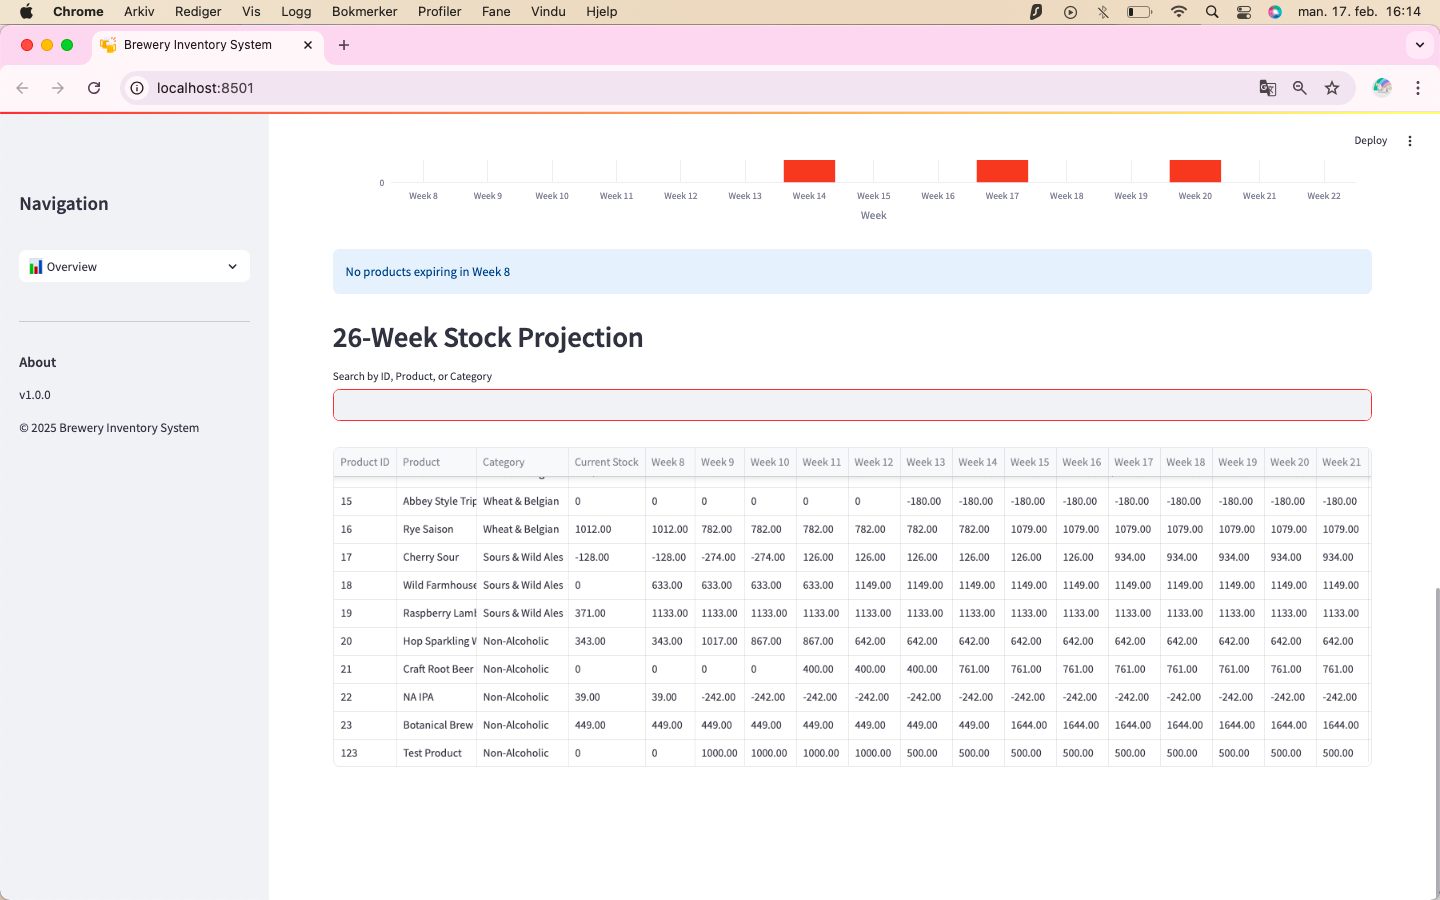 Chrome Arkiv Rediger Vis Logg Bokmerker Profiler Fane Vindu Hjelp man. 17. feb. 16:14
Brewery Inventory System
localhost:8501
Deploy
Navigation
Overview
About
v1.0.0
© 2025 Brewery Inventory System
0
Week 8 Week 9 Week 10 Week 11 Week 12 Week 13 Week 14 Week 15 Week 16 Week 17 Week 18 Week 19 Week 20 Week 21 Week 22
Week
No products expiring in Week 8
26-Week Stock Projection
Search by ID, Product, or Category
Product ID Product Category Current Stock Week 8 Week 9 Week 10 Week 11 Week 12 Week 13 Week 14 Week 15 Week 16 Week 17 Week 18 Week 19 Week 20 Week 21
15 Abbey Style Trip Wheat & Belgian 0 0 0 0 0 0 -180.00 -180.00 -180.00 -180.00 -180.00 -180.00 -180.00 -180.00 -180.00
16 Rye Saison Wheat & Belgian 1012.00 1012.00 782.00 782.00 782.00 782.00 782.00 782.00 1079.00 1079.00 1079.00 1079.00 1079.00 1079.00 1079.00
17 Cherry Sour Sours & Wild Ales -128.00 -128.00 -274.00 -274.00 126.00 126.00 126.00 126.00 126.00 126.00 934.00 934.00 934.00 934.00 934.00
18 Wild Farmhouse Sours & Wild Ales 0 633.00 633.00 633.00 633.00 1149.00 1149.00 1149.00 1149.00 1149.00 1149.00 1149.00 1149.00 1149.00 1149.00
19 Raspberry Lamb Sours & Wild Ales 371.00 1133.00 1133.00 1133.00 1133.00 1133.00 1133.00 1133.00 1133.00 1133.00 1133.00 1133.00 1133.00 1133.00 1133.00
20 Hop Sparkling W Non-Alcoholic 343.00 343.00 1017.00 867.00 867.00 642.00 642.00 642.00 642.00 642.00 642.00 642.00 642.00 642.00 642.00
21 Craft Root Beer Non-Alcoholic 0 0 0 0 400.00 400.00 400.00 761.00 761.00 761.00 761.00 761.00 761.00 761.00 761.00
22 NA IPA Non-Alcoholic 39.00 39.00 -242.00 -242.00 -242.00 -242.00 -242.00 -242.00 -242.00 -242.00 -242.00 -242.00 -242.00 -242.00 -242.00
23 Botanical Brew Non-Alcoholic 449.00 449.00 449.00 449.00 449.00 449.00 449.00 449.00 1644.00 1644.00 1644.00 1644.00 1644.00 1644.00 1644.00
123 Test Product Non-Alcoholic 0 0 1000.00 1000.00 1000.00 1000.00 500.00 500.00 500.00 500.00 500.00 500.00 500.00 500.00 500.00